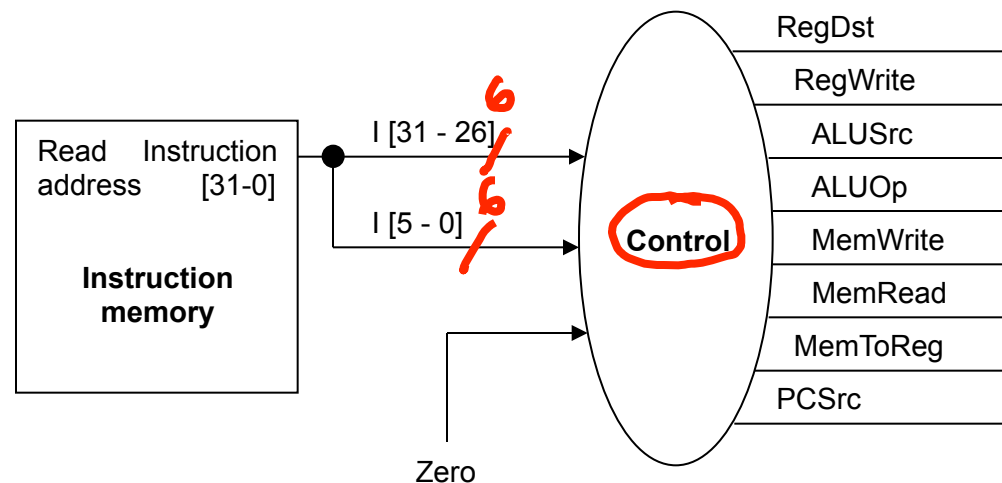 RegDst
RegWrite
ALUSrc
ALUOp
MemWrite
MemRead
MemToReg
PCSrc
6
I [31 - 26]
6
I [5 - 0]
Read Instruction
address [31-0]
Instruction
memory
Control
Zero